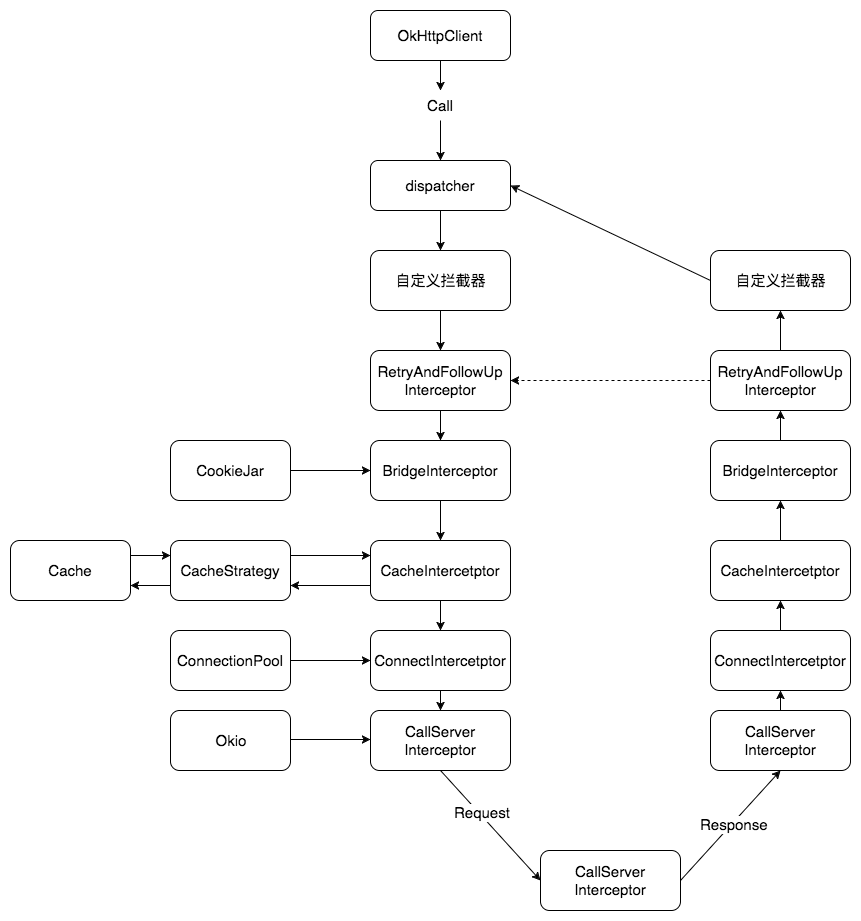 OkHttpClient
Call
dispatcher
自定义拦截器
自定义拦截器
RetryAndFollowUp
Interceptor
RetryAndFollowUp
Interceptor
CookieJar
BridgeInterceptor
BridgeInterceptor
Cache
CacheStrategy
CacheIntercetptor
CacheIntercetptor
ConnectionPool
ConnectIntercetptor
ConnectIntercetptor
Okio
CallServer
Interceptor
CallServer
Interceptor
Request
Response
CallServer
Interceptor